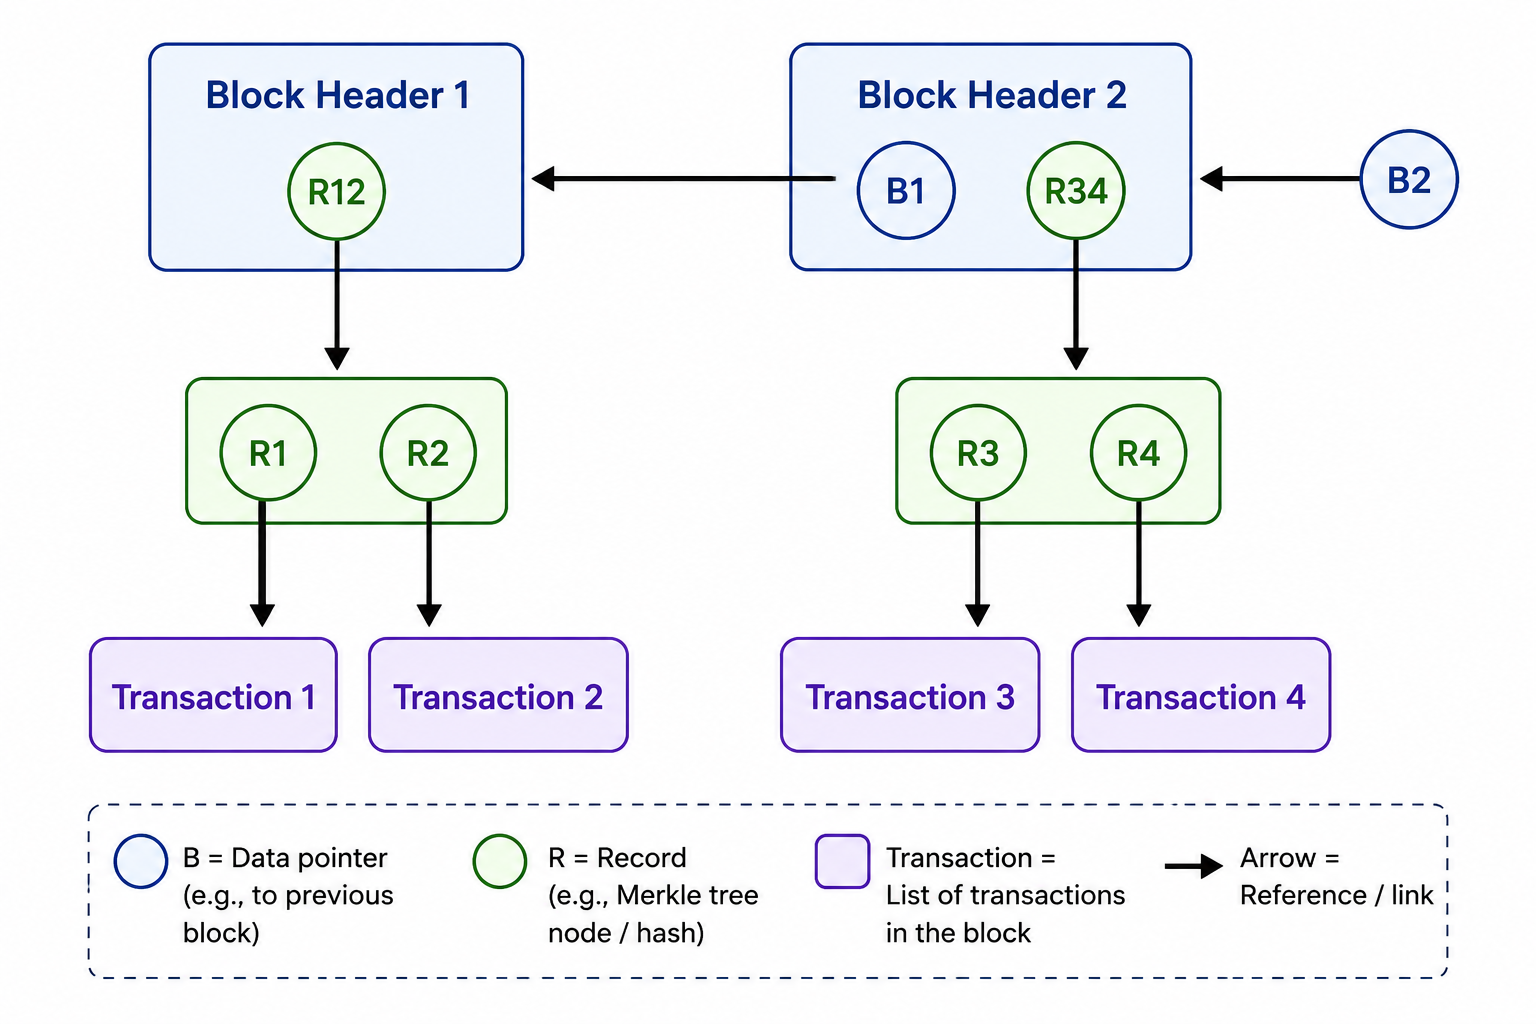 Block Header 1
Block Header 2
R12
B1
R34
B2
R1
R2
R3
R4
Transaction 1
Transaction 2
Transaction 3
Transaction 4
B = Data pointer
(e.g., to previous
block)
R = Record
(e.g., Merkle tree
node / hash)
Transaction =
List of transactions
in the block
Arrow =
Reference / link